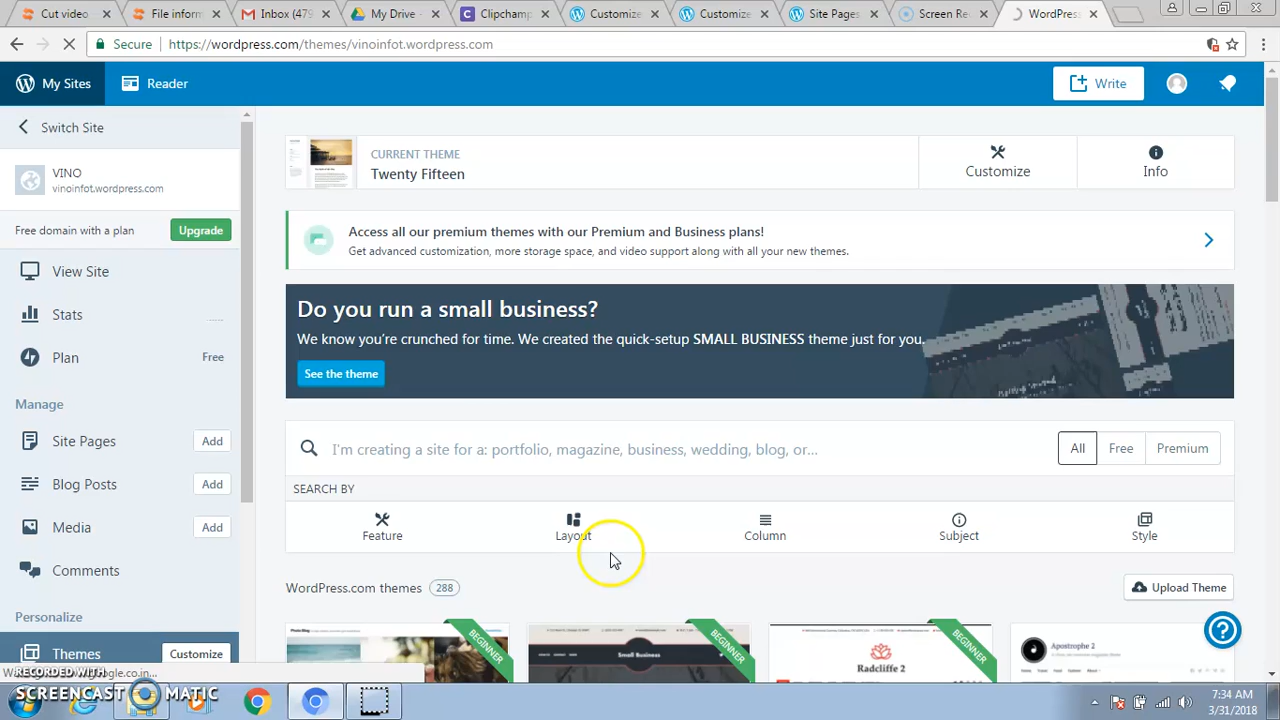 Cut video
File inform
Inbox (479
My Drive -
Clipchamp
Customize
Customize
Site Pages
Screen Re
WordPress
Secure
https://wordpress.com/themes/vinoinfot.wordpress.com
My Sites
Reader
Write
Switch Site
VINO
vinoinfot.wordpress.com
Free domain with a plan
Upgrade
View Site
Stats
Plan
Free
Manage
Site Pages
Add
Blog Posts
Add
Media
Add
Comments
Personalize
Themes
Customize
CURRENT THEME
Twenty Fifteen
Customize
Info
Access all our premium themes with our Premium and Business plans!
Get advanced customization, more storage space, and video support along with all your new themes.
Do you run a small business?
We know you're crunched for time. We created the quick-setup SMALL BUSINESS theme just for you.
See the theme
I'm creating a site for a: portfolio, magazine, business, wedding, blog, or...
All
Free
Premium
SEARCH BY
Feature
Layout
Column
Subject
Style
WordPress.com themes
288
Upload Theme
Photo Blog
BEGINNER
Small Business
BEGINNER
Radcliffe 2
BEGINNER
Apostrophe 2
RECORDED WITH
SCREENCAST MATIC
7:34 AM
3/31/2018